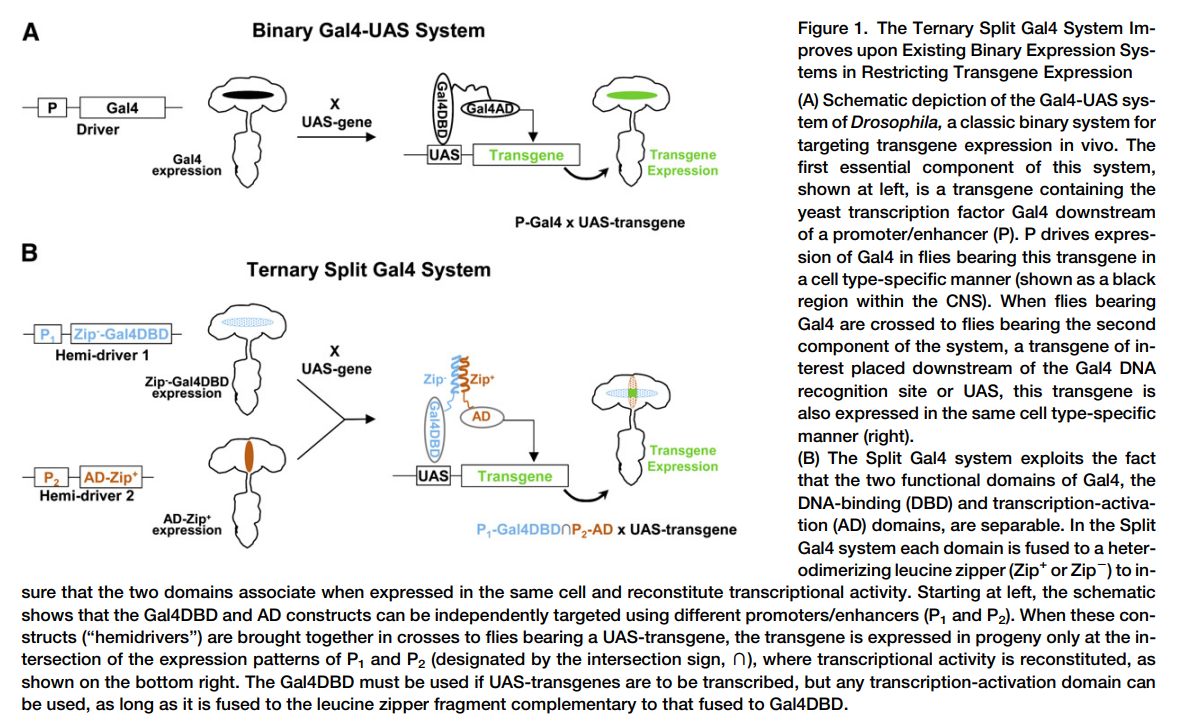 A
Binary Gal4-UAS System
P
Gal4
Driver
Gal4
expression
X
UAS-gene
Gal4DBD
Gal4AD
UAS
Transgene
Transgene
Expression
P-Gal4 x UAS-transgene
B
Ternary Split Gal4 System
P₁
Zip⁻-Gal4DBD
Hemi-driver 1
Zip⁻-Gal4DBD
expression
X
UAS-gene
P₂
AD-Zip⁺
Hemi-driver 2
AD-Zip⁺
expression
Zip⁻
Zip⁺
Gal4DBD
AD
UAS
Transgene
Transgene
Expression
P₁-Gal4DBD∩P₂-AD x UAS-transgene
Figure 1. The Ternary Split Gal4 System Im-
proves upon Existing Binary Expression Sys-
tems in Restricting Transgene Expression
(A) Schematic depiction of the Gal4-UAS sys-
tem of Drosophila, a classic binary system for
targeting transgene expression in vivo. The
first essential component of this system,
shown at left, is a transgene containing the
yeast transcription factor Gal4 downstream
of a promoter/enhancer (P). P drives expres-
sion of Gal4 in flies bearing this transgene in
a cell type-specific manner (shown as a black
region within the CNS). When flies bearing
Gal4 are crossed to flies bearing the second
component of the system, a transgene of in-
terest placed downstream of the Gal4 DNA
recognition site or UAS, this transgene is
also expressed in the same cell type-specific
manner (right).
(B) The Split Gal4 system exploits the fact
that the two functional domains of Gal4, the
DNA-binding (DBD) and transcription-activa-
tion (AD) domains, are separable. In the Split
Gal4 system each domain is fused to a heter-
odimerizing leucine zipper (Zip⁺ or Zip⁻) to in-
sure that the two domains associate when expressed in the same cell and reconstitute transcriptional activity. Starting at left, the schematic
shows that the Gal4DBD and AD constructs can be independently targeted using different promoters/enhancers (P₁ and P₂). When these con-
structs (“hemidrivers”) are brought together in crosses to flies bearing a UAS-transgene, the transgene is expressed in progeny only at the in-
tersection of the expression patterns of P₁ and P₂ (designated by the intersection sign, ∩), where transcriptional activity is reconstituted, as
shown on the bottom right. The Gal4DBD must be used if UAS-transgenes are to be transcribed, but any transcription-activation domain can
be used, as long as it is fused to the leucine zipper fragment complementary to that fused to Gal4DBD.